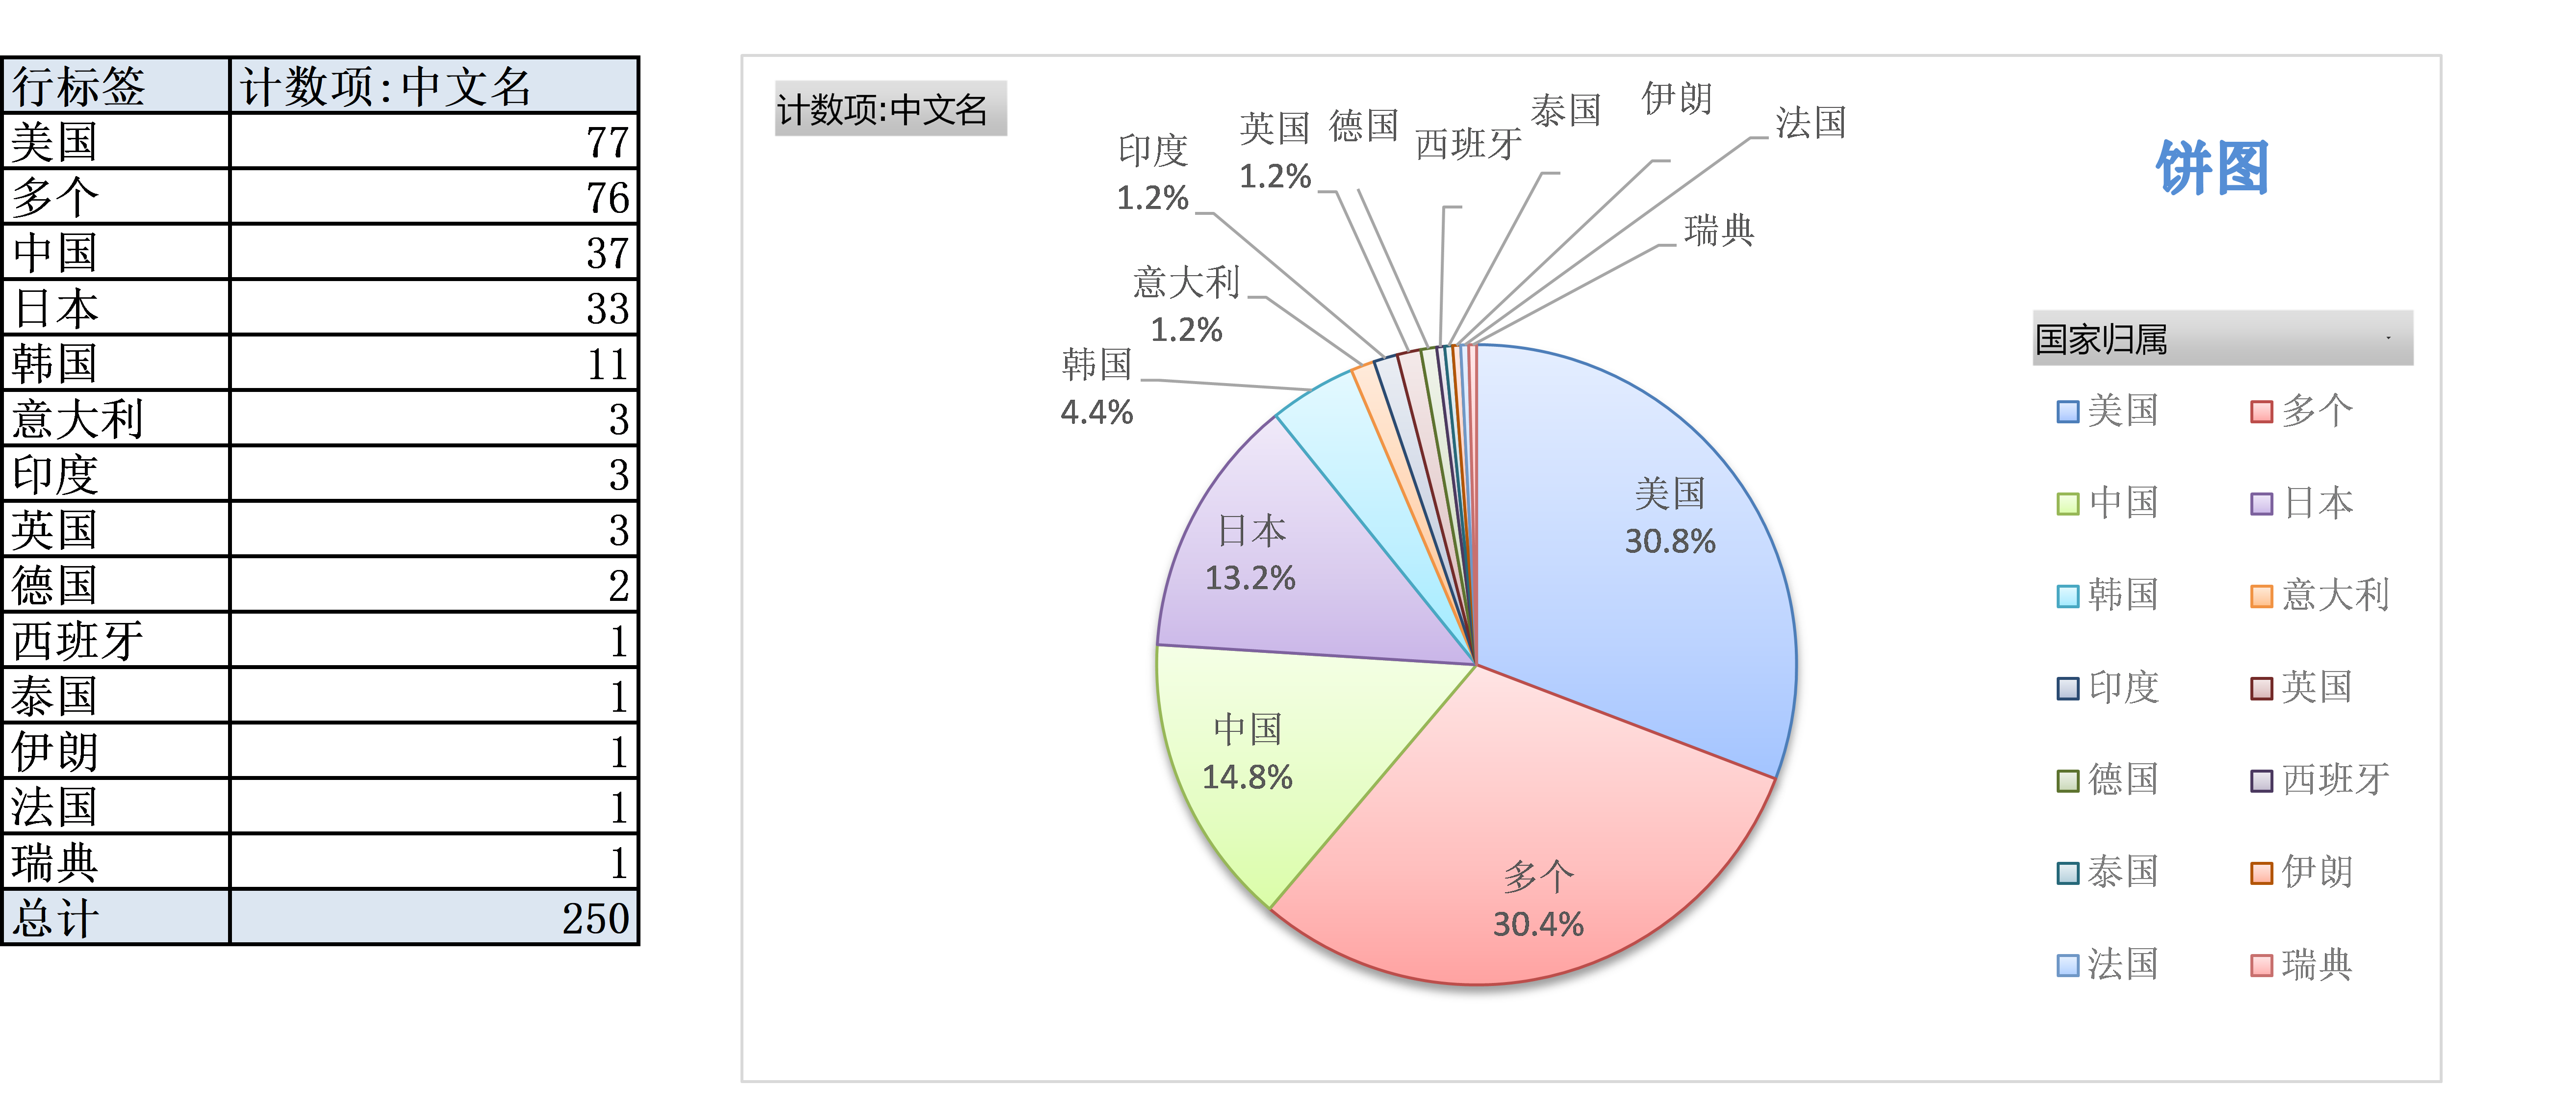 行标签 计数项:中文名
美国 77
多个 76
中国 37
日本 33
韩国 11
意大利 3
印度 3
英国 3
德国 2
西班牙 1
泰国 1
伊朗 1
法国 1
瑞典 1
总计 250
计数项:中文名
饼图
印度
1.2%
英国
1.2%
德国
西班牙
泰国
伊朗
法国
瑞典
意大利
1.2%
韩国
4.4%
日本
13.2%
中国
14.8%
美国
30.8%
多个
30.4%
国家归属
美国 多个
中国 日本
韩国 意大利
印度 英国
德国 西班牙
泰国 伊朗
法国 瑞典